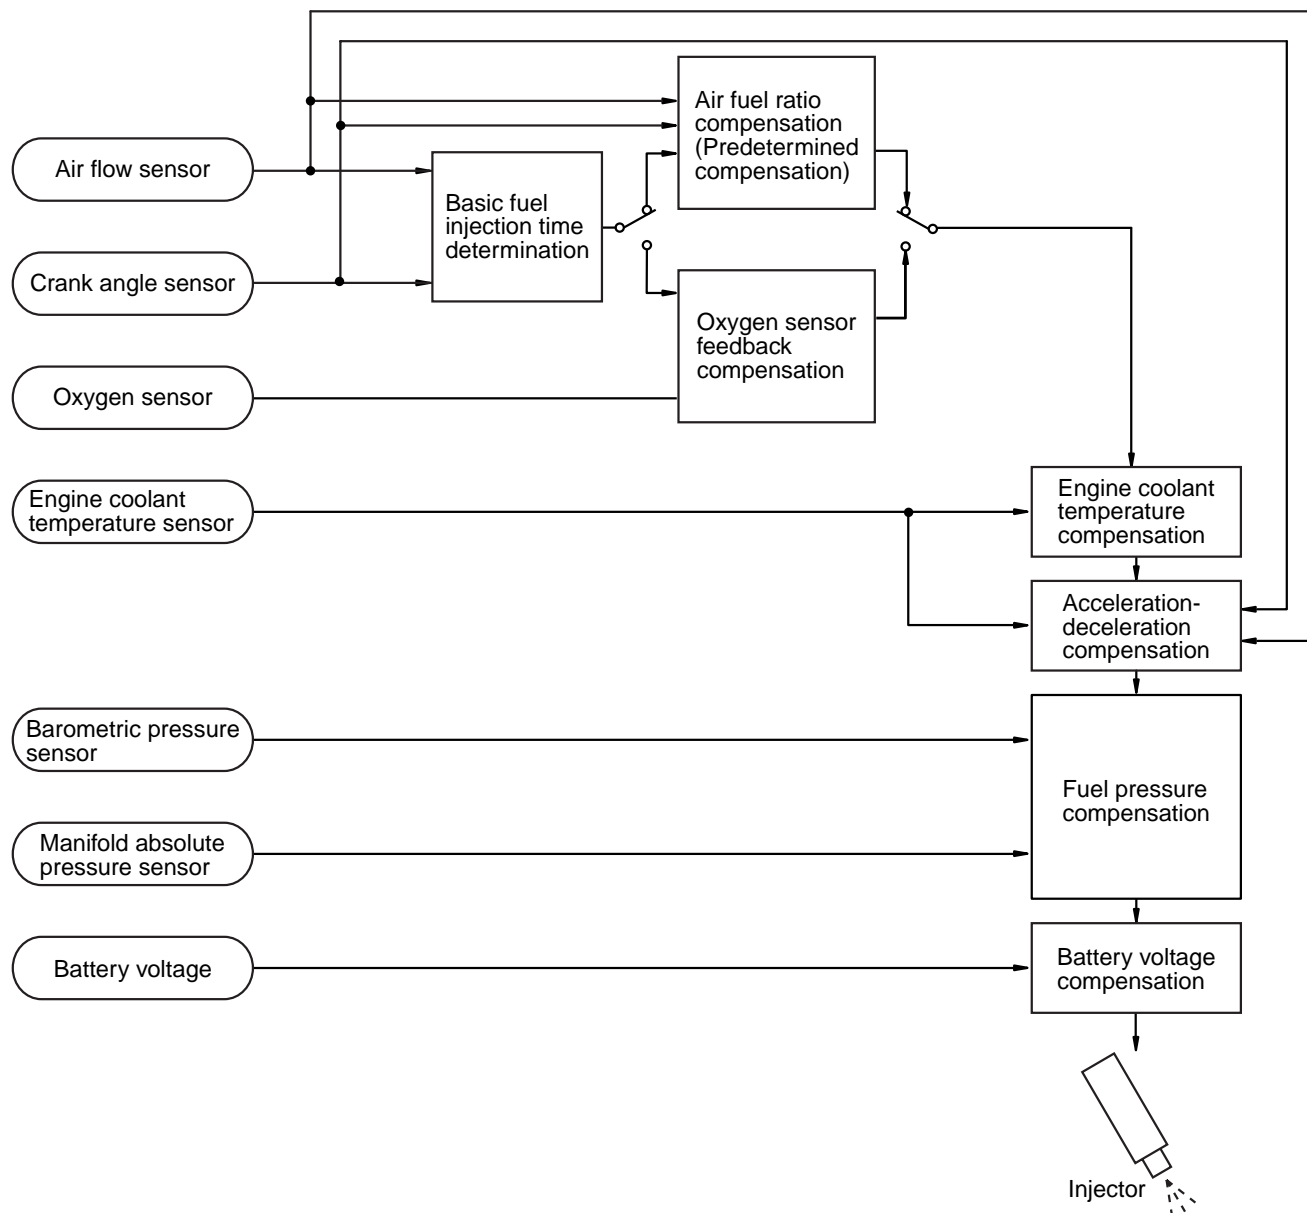 Air fuel ratio
compensation
(Predetermined
compensation)
Air flow sensor
Basic fuel
injection time
determination
Crank angle sensor
Oxygen sensor
feedback
compensation
Oxygen sensor
Engine coolant
temperature sensor
Engine coolant
temperature
compensation
Acceleration-
deceleration
compensation
Barometric pressure
sensor
Fuel pressure
compensation
Manifold absolute
pressure sensor
Battery voltage
Battery voltage
compensation
Injector